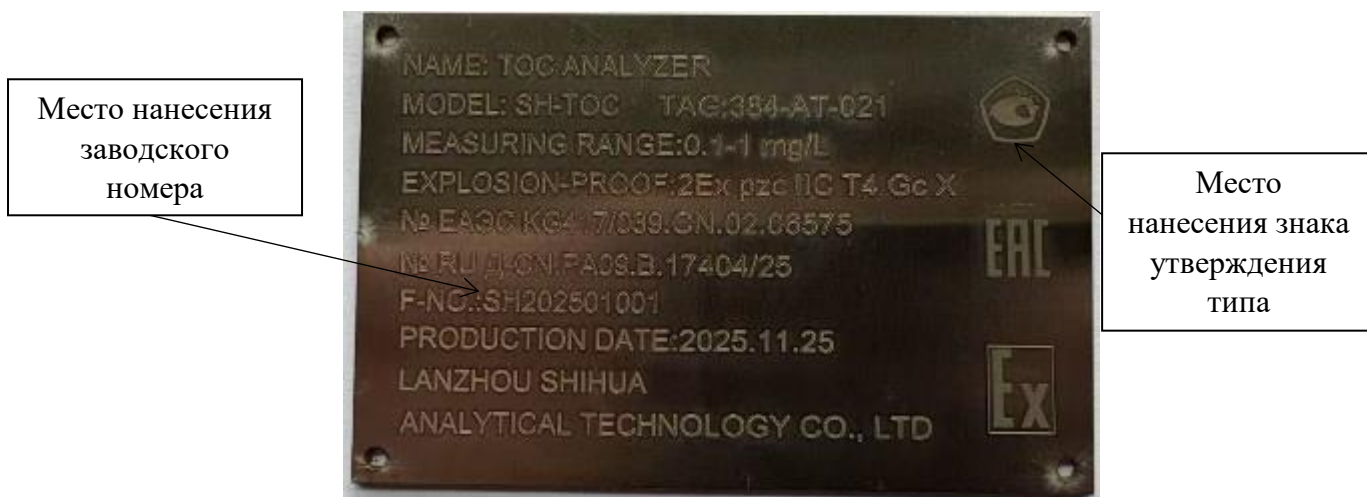 Место нанесения
заводского
номера
NAME: TOC ANALYZER
MODEL: SH-TOC TAG:384-AT-021
MEASURING RANGE:0.1-1 mg/L
EXPLOSION-PROOF:2Ex pzc IIC T4 Gc X
№ ЕАЭС KG417/039.CN.02.06575
№ RU Д-CN.РА09.В.17404/25
F-NO.:SH202501001
PRODUCTION DATE:2025.11.25
LANZHOU SHIHUA
ANALYTICAL TECHNOLOGY CO., LTD
EAC
Ex
Место
нанесения знака
утверждения
типа